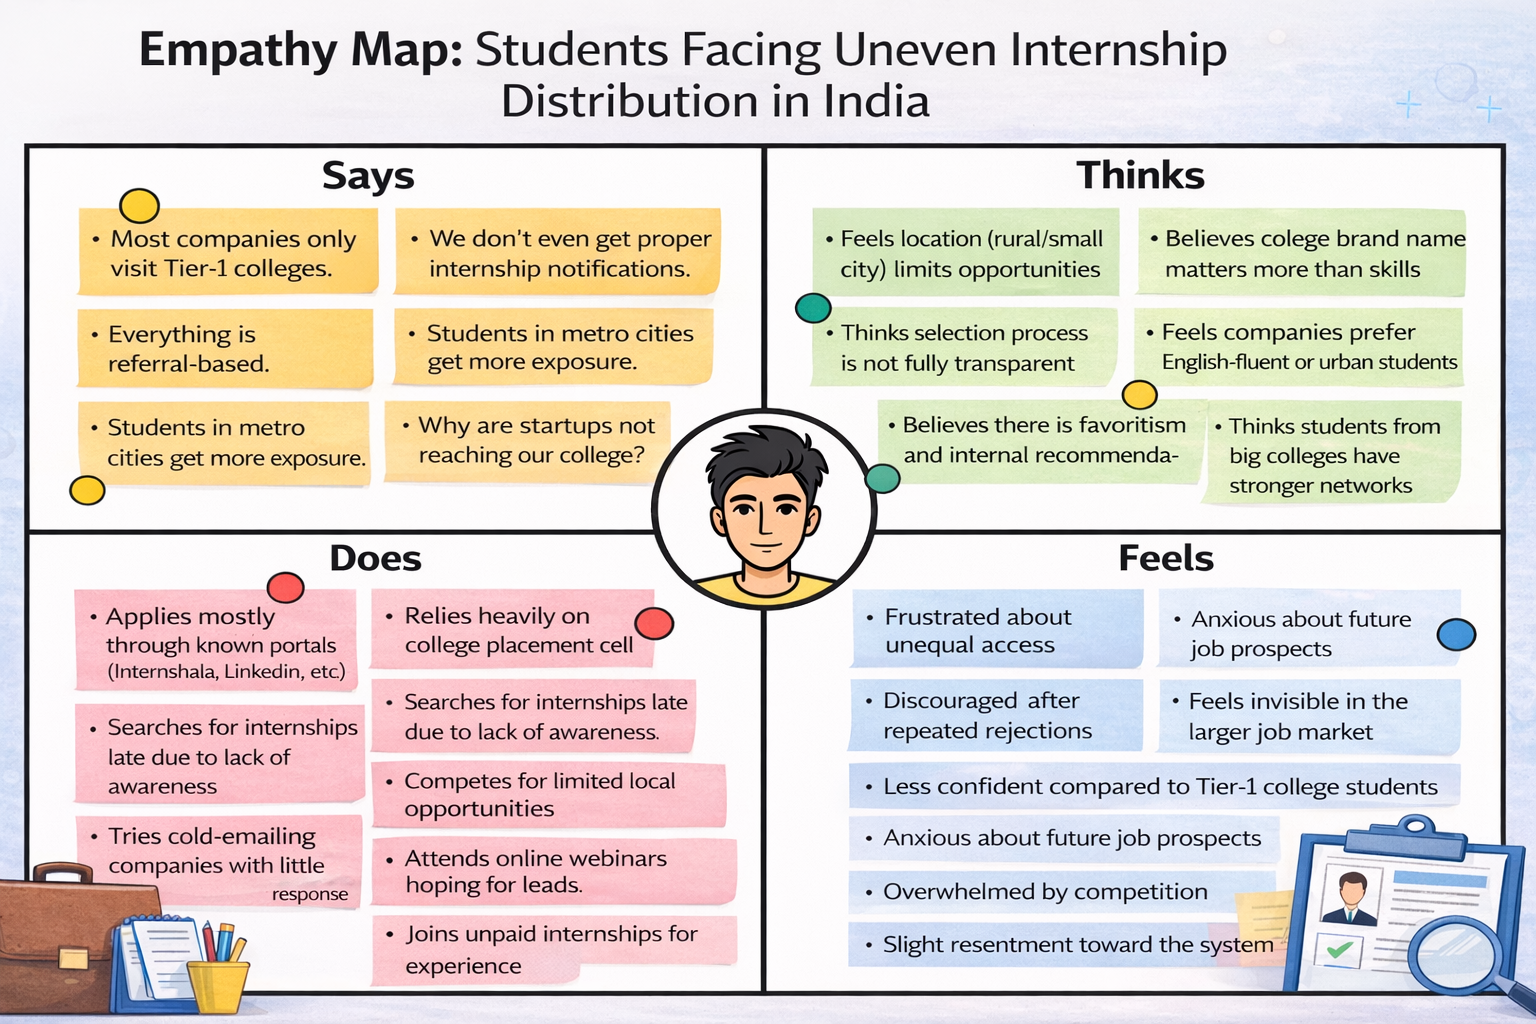 Empathy Map: Students Facing Uneven Internship
Distribution in India
Says
• Most companies only
visit Tier-1 colleges.
• We don't even get proper
internship notifications.
• Everything is
referral-based.
• Students in metro cities
get more exposure.
• Students in metro
cities get more exposure.
• Why are startups not
reaching our college?
Thinks
• Feels location (rural/small
city) limits opportunities
• Believes colege brand name
matters more than skills
• Thinks selection process
is not fully transparent
• Feels companies prefer
English-fluent or urban students
• Believes there is favoritism
and internal recommenda-
• Thinks students from
big colleges have
stronger networks
Does
• Applies mostly
through known portals
(Internshala, Linkedin, etc)
• Searches for internships
late due to lack of
awareness
• Tries cold-emailing
companies with little
response
• Relies heavily on
college placement cell
• Searches for internships late
due to lack of awareness.
• Competes for limited local
opportunities
• Attends online webinars
hoping for leads.
• Joins unpaid internships for
experience
Feels
• Frustrated about
unequal access
• Anxious about future
job prospects
• Discouraged after
repeated rejections
• Feels invisible in the
larger job market
• Less confident compared to Tier-1 college students
• Anxious about future job prospects
• Overwhelmed by competition
• Slight resentment toward the system